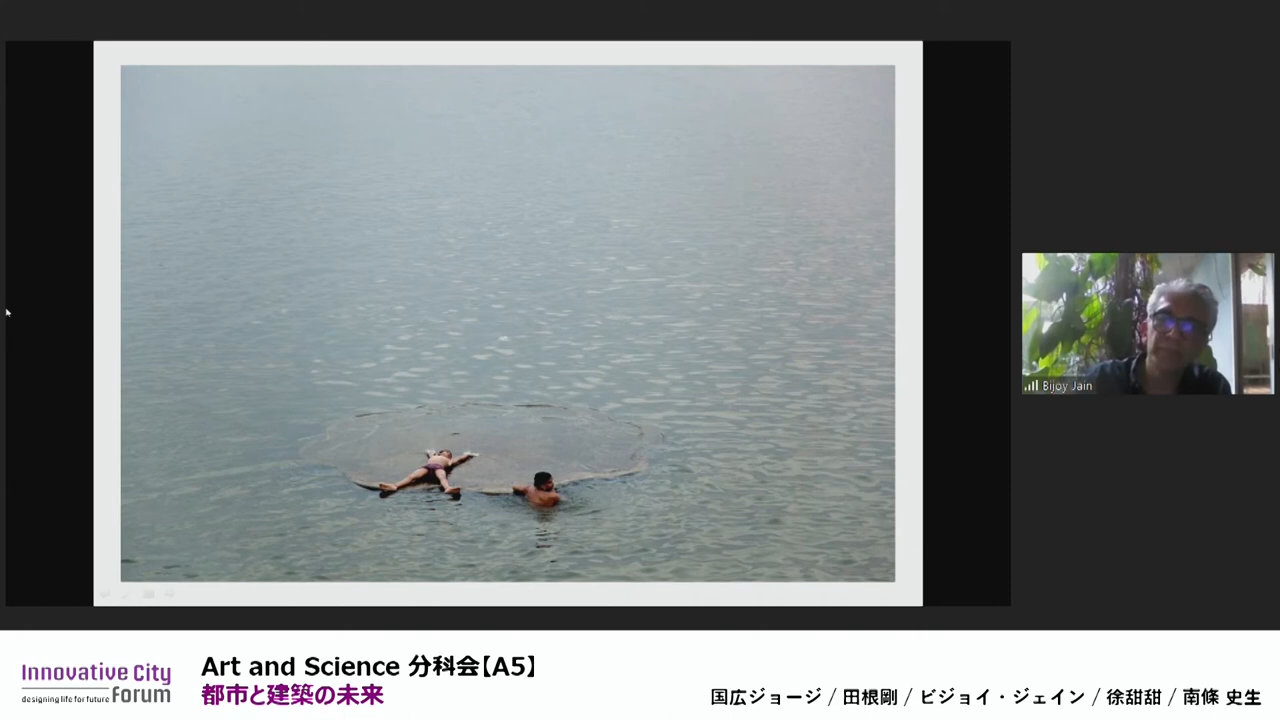 Bijoy Jain
Innovative City
designing life for future Forum
Art and Science 分科会【A5】
都市と建築の未来
国広ジョージ / 田根剛 / ビジョイ・ジェイン / 徐甜甜 / 南條 史生